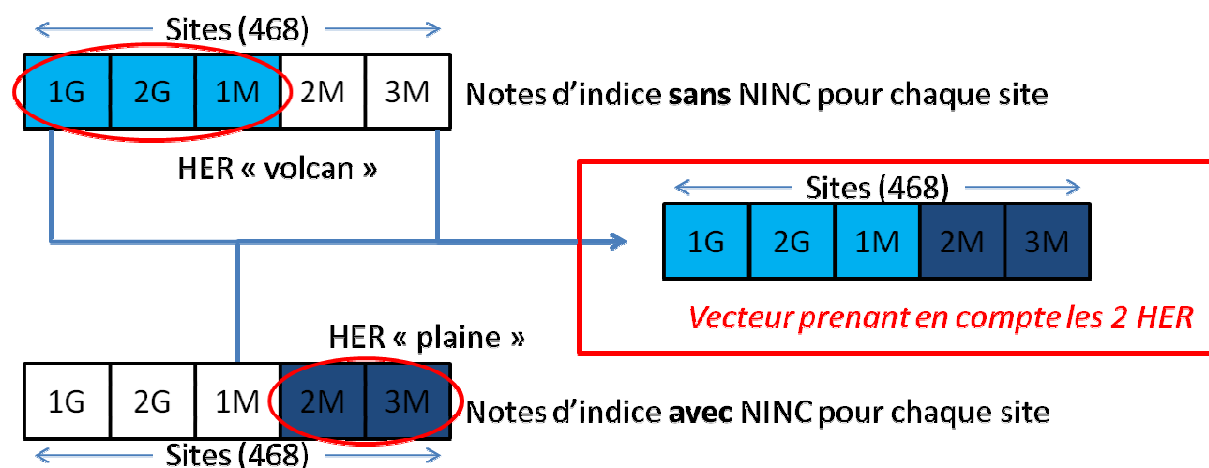 Sites (468)
1G 2G 1M 2M 3M
Notes d'indice sans NINC pour chaque site
HER « volcan »
Sites (468)
1G 2G 1M 2M 3M
Vecteur prenant en compte les 2 HER
HER « plaine »
1G 2G 1M 2M 3M
Notes d'indice avec NINC pour chaque site
Sites (468)